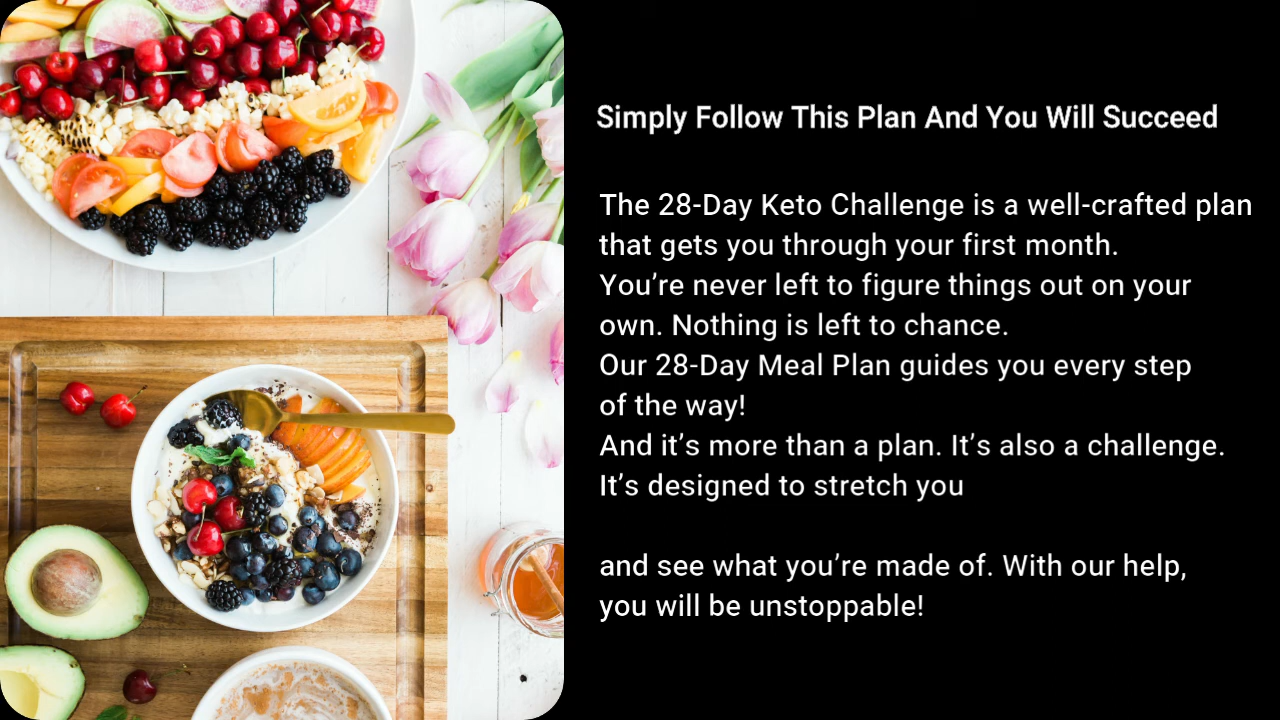 Simply Follow This Plan And You Will Succeed
The 28-Day Keto Challenge is a well-crafted plan
that gets you through your first month.
You’re never left to figure things out on your
own. Nothing is left to chance.
Our 28-Day Meal Plan guides you every step
of the way!
And it’s more than a plan. It’s also a challenge.
It’s designed to stretch you
and see what you’re made of. With our help,
you will be unstoppable!